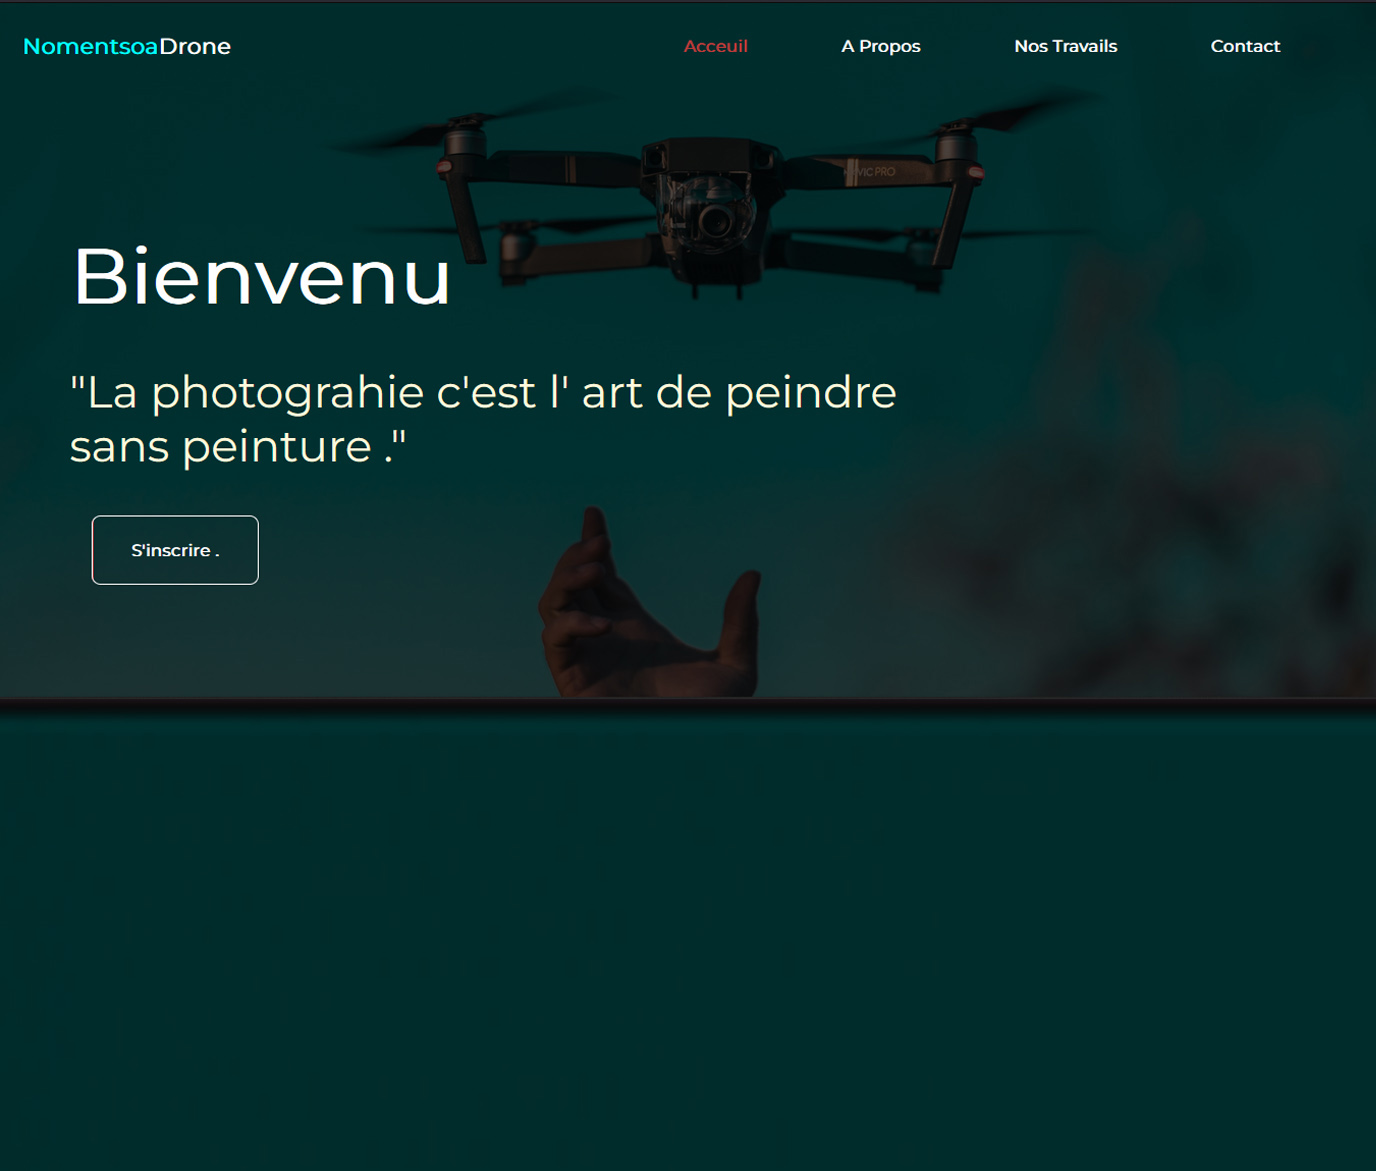 NomentsoaDrone
Acceuil A Propos Nos Travails Contact
VIC PRO
Bienvenu
"La photograhie c'est l' art de peindre
sans peinture ."
S'inscrire .